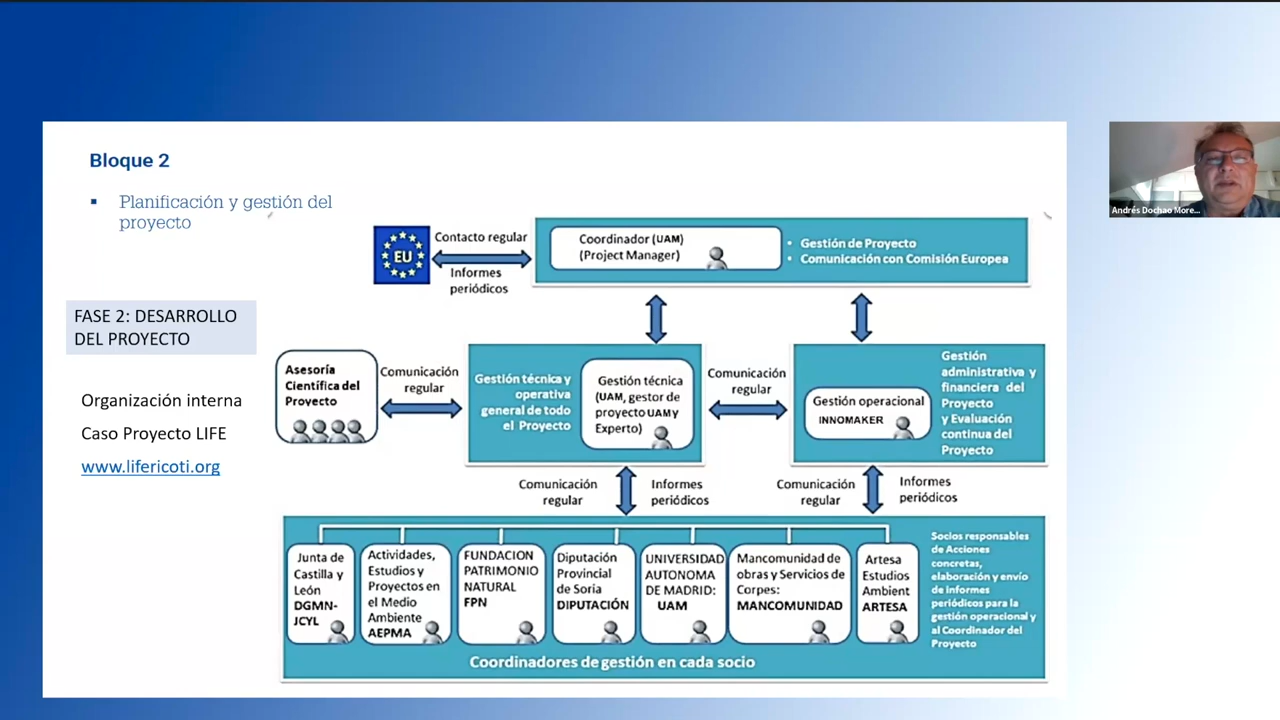 Bloque 2
Planificación y gestión del
proyecto
FASE 2: DESARROLLO
DEL PROYECTO
Organización interna
Caso Proyecto LIFE
www.lifericoti.org
EU
Contacto regular
Informes
periódicos
Coordinador (UAM)
(Project Manager)
Gestión de Proyecto
Comunicación con Comisión Europea
Asesoría
Científica del
Proyecto
Comunicación
regular
Gestión técnica y
operativa
general de todo
el Proyecto
Gestión técnica
(UAM, gestor de
proyecto UAM y
Experto)
Comunicación
regular
Gestión operacional
INNOMAKER
Gestión
administrativa y
financiera del
Proyecto
y Evaluación
continua del
Proyecto
Comunicación
regular
Informes
periódicos
Comunicación
regular
Informes
periódicos
Junta de
Castilla y
León
DGMN-
JCYL
Actividades,
Estudios y
Proyectos en
el Medio
Ambiente
AEPMA
FUNDACION
PATRIMONIO
NATURAL
FPN
Diputación
Provincial
de Soria
DIPUTACIÓN
UNIVERSIDAD
AUTONOMA
DE MADRID:
UAM
Mancomunidad de
obras y Servicios de
Corpes:
MANCOMUNIDAD
Artesa
Estudios
Ambient
ARTESA
Socios responsables
de Acciones
concretas,
elaboración y envío
de informes
periódicos para la
gestión operacional y
al Coordinador del
Proyecto
Coordinadores de gestión en cada socio
Andrés Dochao More...